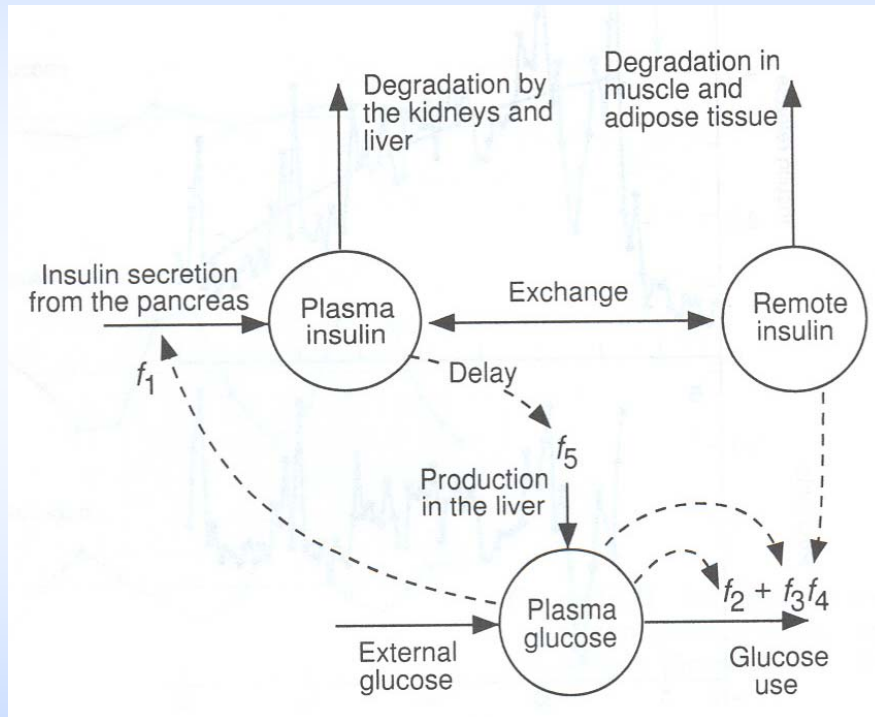 Degradation by
the kidneys and
liver
Degradation in
muscle and
adipose tissue
Insulin secretion
from the pancreas
Plasma
insulin
Exchange
Remote
insulin
f1
Delay
f5
Production
in the liver
f2 + f3f4
Plasma
glucose
External
glucose
Glucose
use